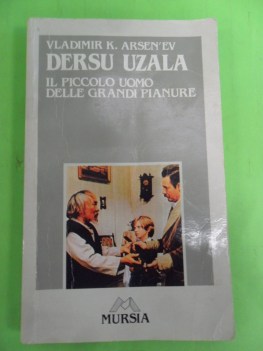 VLADIMIR K. ARSEN'EV
DERSU UZALA
IL PICCOLO UOMO
DELLE GRANDI PIANURE
MURSIA